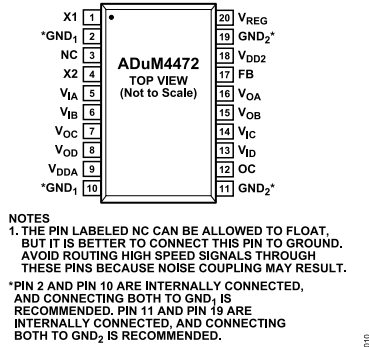 X1 1
*GND1 2
NC 3
X2 4
VIA 5
VIB 6
VOC 7
VOD 8
VDDA 9
*GND1 10
ADuM4472
TOP VIEW
(Not to Scale)
20 VREG
19 GND2*
18 VDD2
17 FB
16 VOA
15 VOB
14 VIC
13 VID
12 OC
11 GND2*
NOTES
1. THE PIN LABELED NC CAN BE ALLOWED TO FLOAT,
BUT IT IS BETTER TO CONNECT THIS PIN TO GROUND.
AVOID ROUTING HIGH SPEED SIGNALS THROUGH
THESE PINS BECAUSE NOISE COUPLING MAY RESULT.
*PIN 2 AND PIN 10 ARE INTERNALLY CONNECTED,
AND CONNECTING BOTH TO GND1 IS
RECOMMENDED. PIN 11 AND PIN 19 ARE
INTERNALLY CONNECTED, AND CONNECTING
BOTH TO GND2 IS RECOMMENDED.